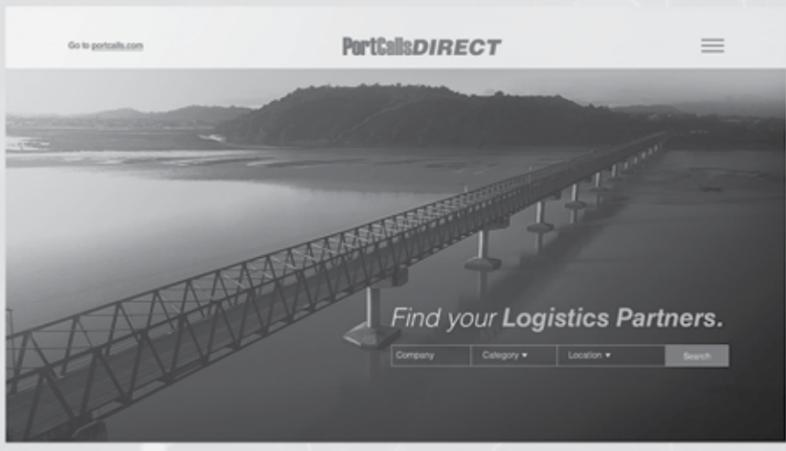 Go to portcalls.com
PortCallsDIRECT
Find your Logistics Partners.
Company Category ▾ Location ▾ Search